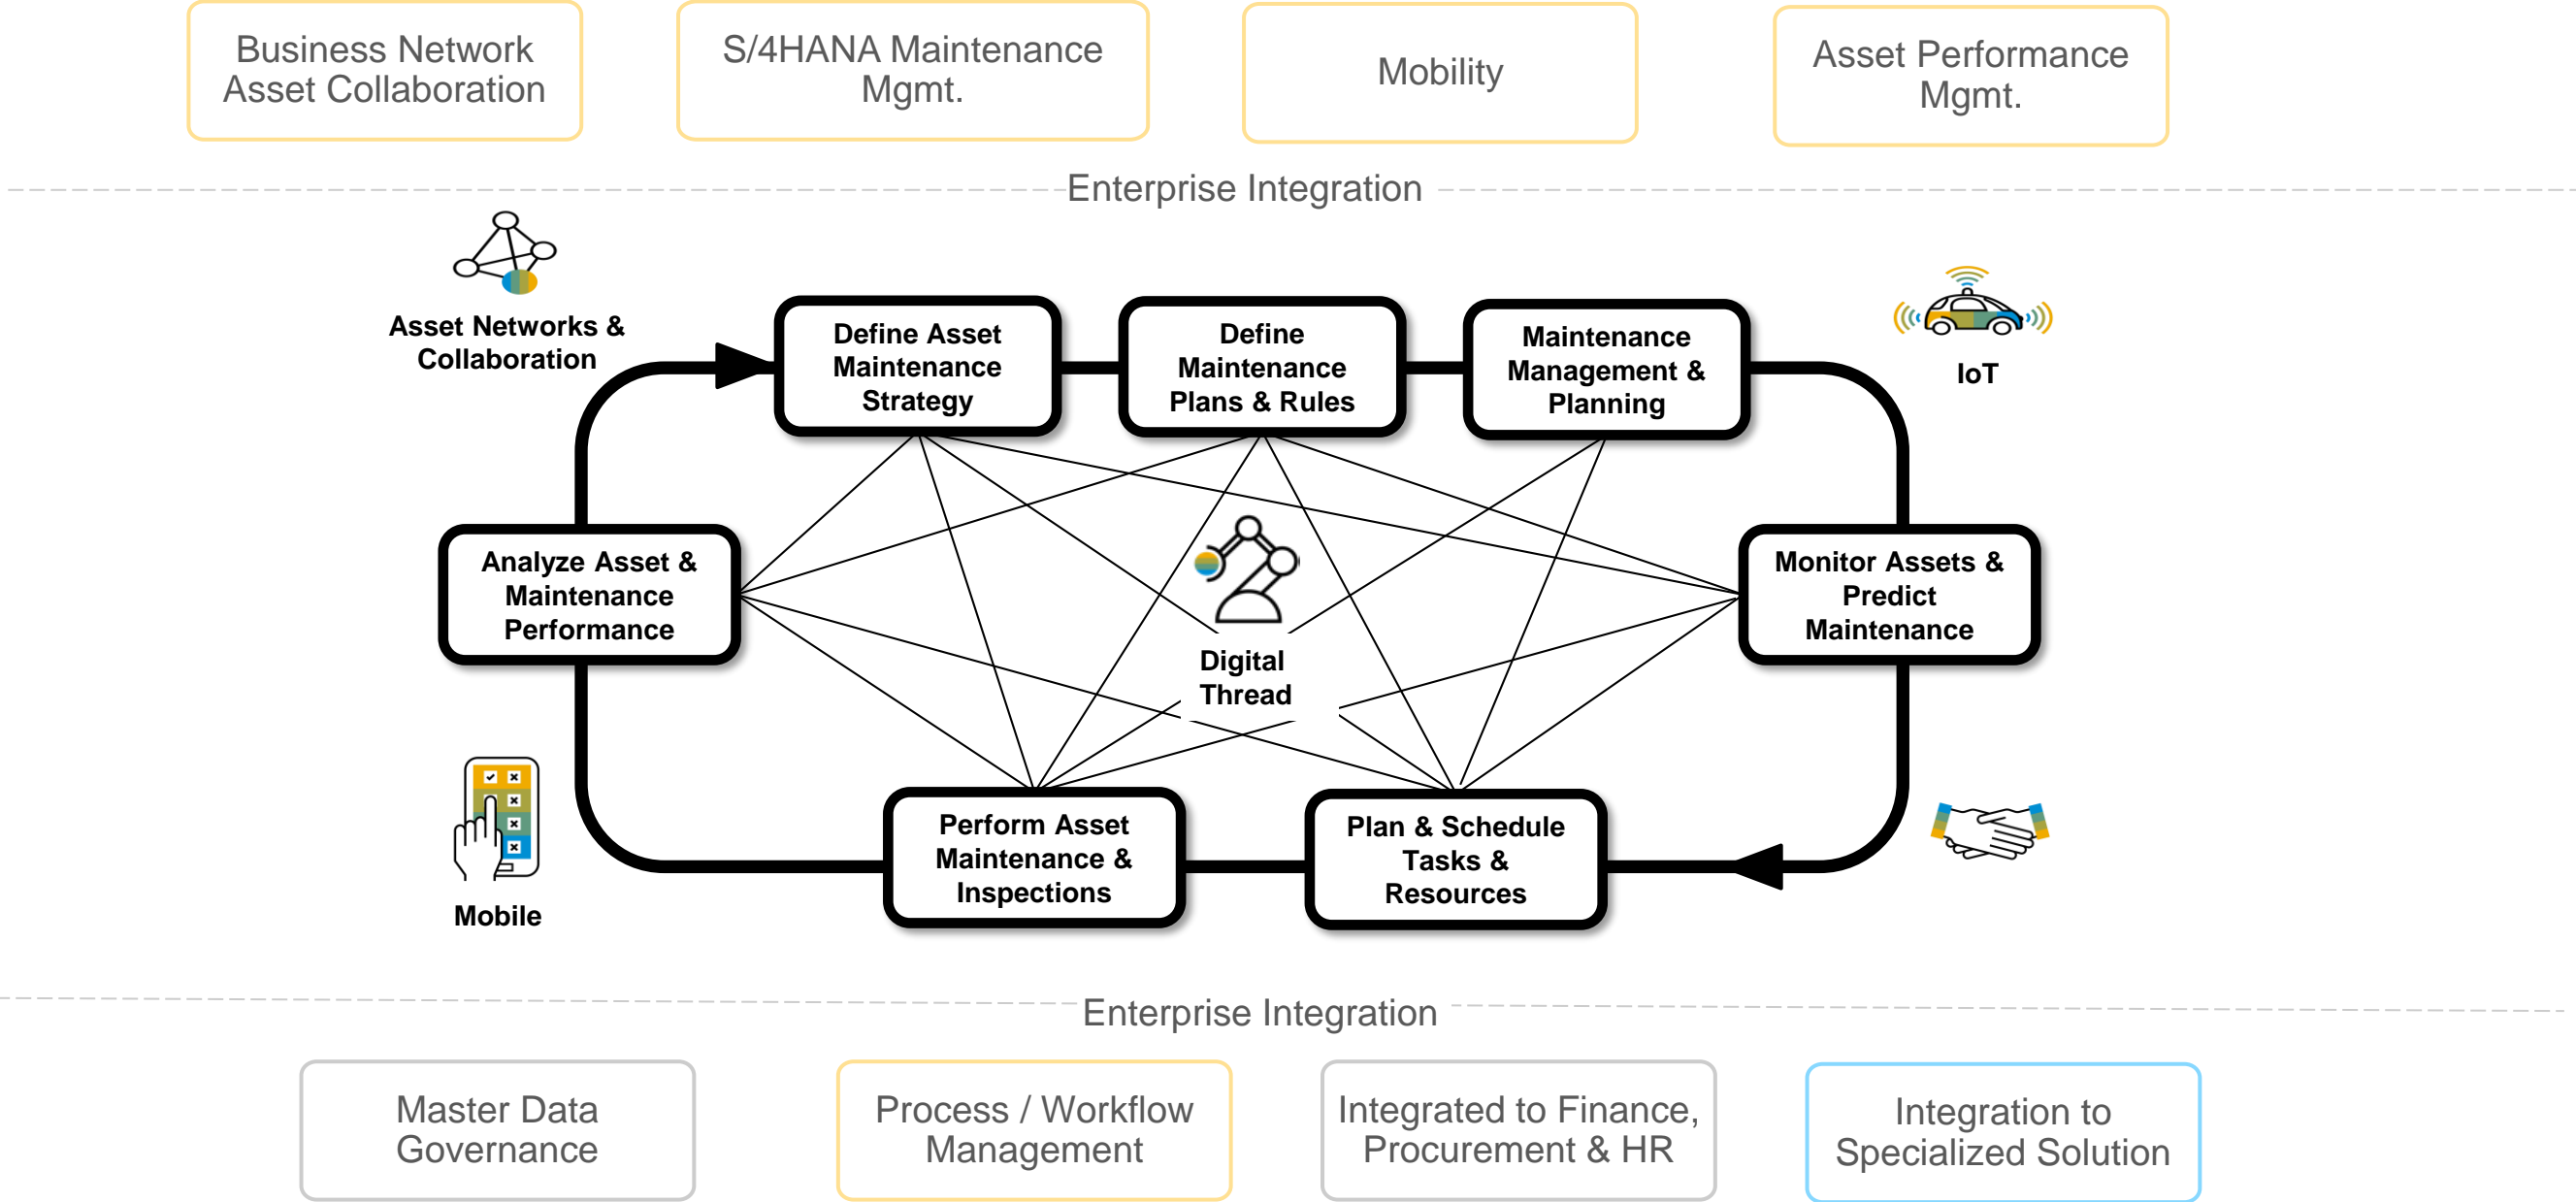 Business Network
Asset Collaboration
S/4HANA Maintenance
Mgmt.
Mobility
Asset Performance
Mgmt.
Enterprise Integration
Asset Networks &
Collaboration
Define Asset
Maintenance
Strategy
Define
Maintenance
Plans & Rules
Maintenance
Management &
Planning
IoT
Analyze Asset &
Maintenance
Performance
Digital
Thread
Monitor Assets &
Predict
Maintenance
Mobile
Perform Asset
Maintenance &
Inspections
Plan & Schedule
Tasks &
Resources
Enterprise Integration
Master Data
Governance
Process / Workflow
Management
Integrated to Finance,
Procurement & HR
Integration to
Specialized Solution